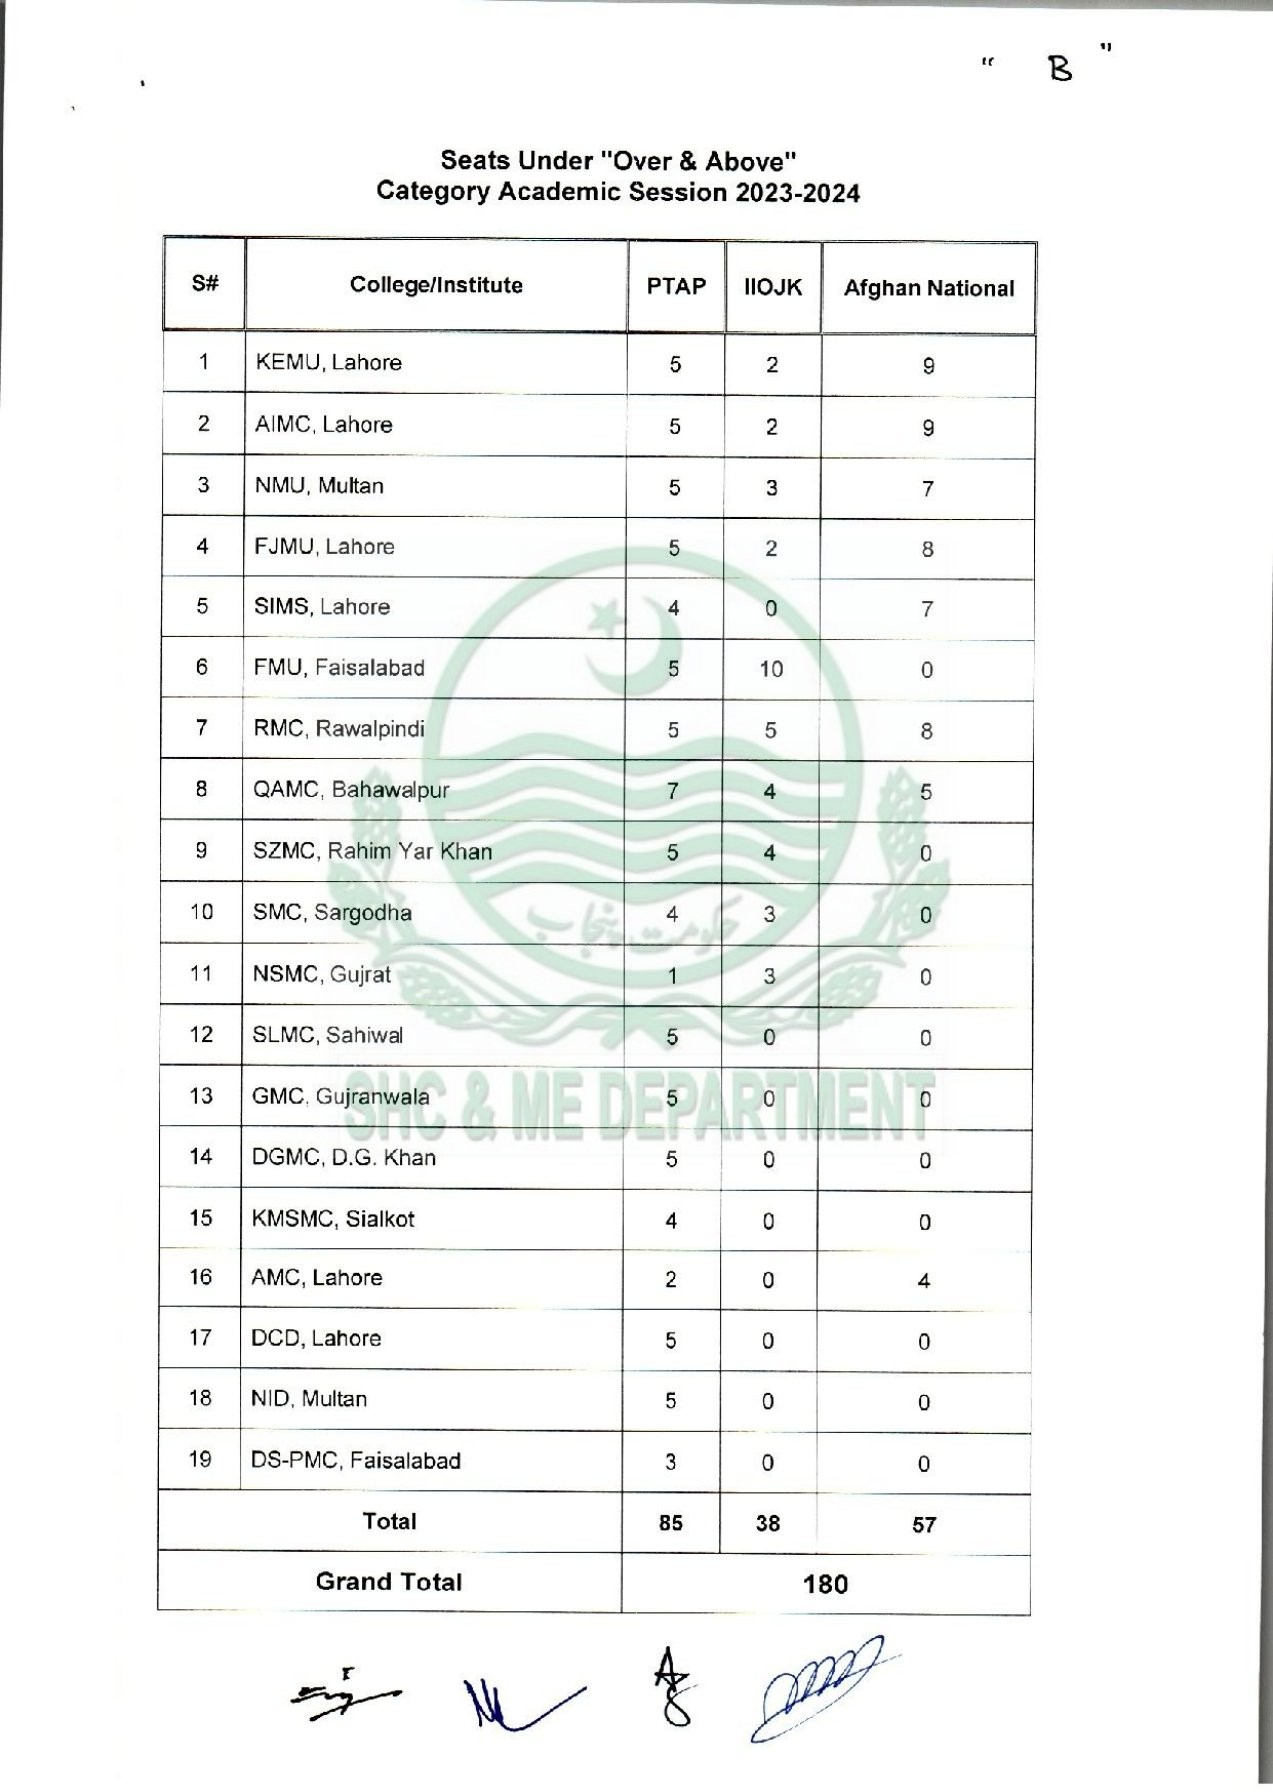 " B "
Seats Under "Over & Above"
Category Academic Session 2023-2024
S# College/Institute PTAP IIOJK Afghan National
1 KEMU, Lahore 5 2 9
2 AIMC, Lahore 5 2 9
3 NMU, Multan 5 3 7
4 FJMU, Lahore 5 2 8
5 SIMS, Lahore 4 0 7
6 FMU, Faisalabad 5 10 0
7 RMC, Rawalpindi 5 5 8
8 QAMC, Bahawalpur 7 4 5
9 SZMC, Rahim Yar Khan 5 4 0
10 SMC, Sargodha 4 3 0
حکومت پنجاب
11 NSMC, Gujrat 1 3 0
12 SLMC, Sahiwal 5 0 0
13 GMC, Gujranwala 5 0 0
SHC & ME DEPARTMENT
14 DGMC, D.G. Khan 5 0 0
15 KMSMC, Sialkot 4 0 0
16 AMC, Lahore 2 0 4
17 DCD, Lahore 5 0 0
18 NID, Multan 5 0 0
19 DS-PMC, Faisalabad 3 0 0
Total 85 38 57
Grand Total 180